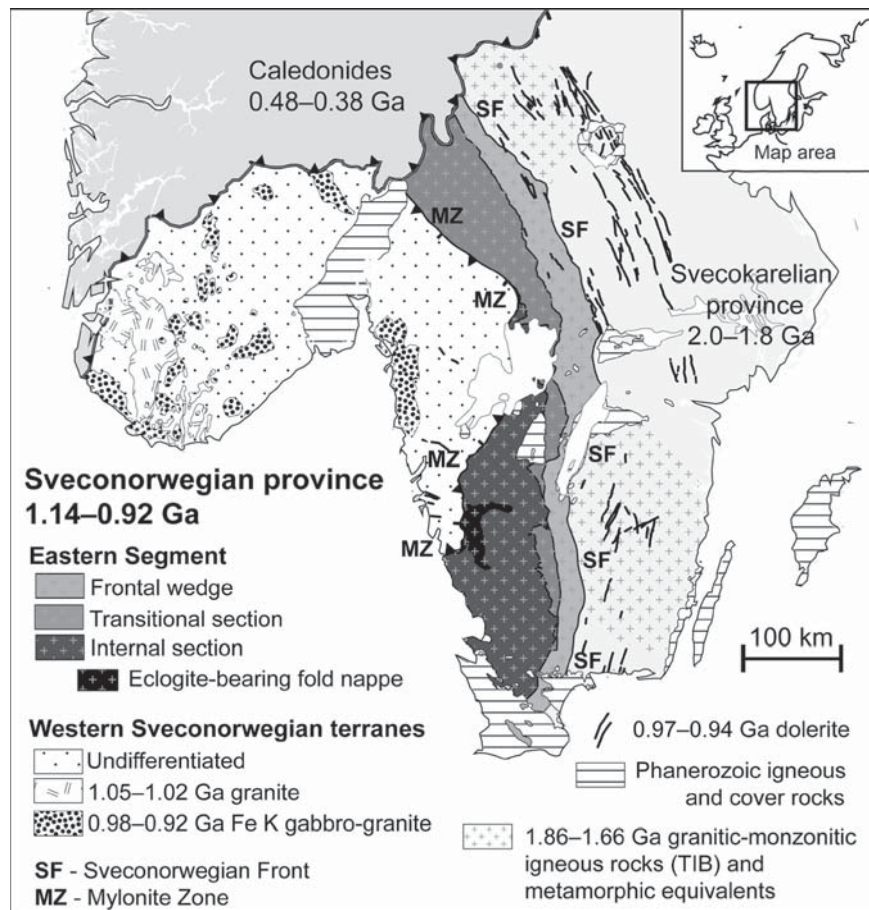 Caledonides
0.48–0.38 Ga
Map area
SF
MZ
SF
MZ
Svecokarelian
province
2.0–1.8 Ga
MZ
SF
MZ
SF
SF
Sveconorwegian province
1.14–0.92 Ga
Eastern Segment
Frontal wedge
Transitional section
Internal section
Eclogite-bearing fold nappe
Western Sveconorwegian terranes
Undifferentiated
1.05–1.02 Ga granite
0.98–0.92 Ga Fe K gabbro-granite
SF - Sveconorwegian Front
MZ - Mylonite Zone
100 km
0.97–0.94 Ga dolerite
Phanerozoic igneous
and cover rocks
1.86–1.66 Ga granitic-monzonitic
igneous rocks (TIB) and
metamorphic equivalents